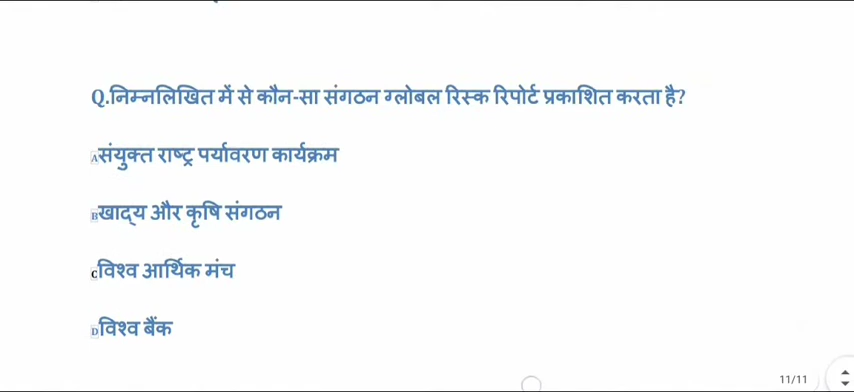 Q.निम्नलिखित में से कौन-सा संगठन ग्लोबल रिस्क रिपोर्ट प्रकाशित करता है?
Aसंयुक्त राष्ट्र पर्यावरण कार्यक्रम
Bखाद्य और कृषि संगठन
Cविश्व आर्थिक मंच
Dविश्व बैंक
11/11